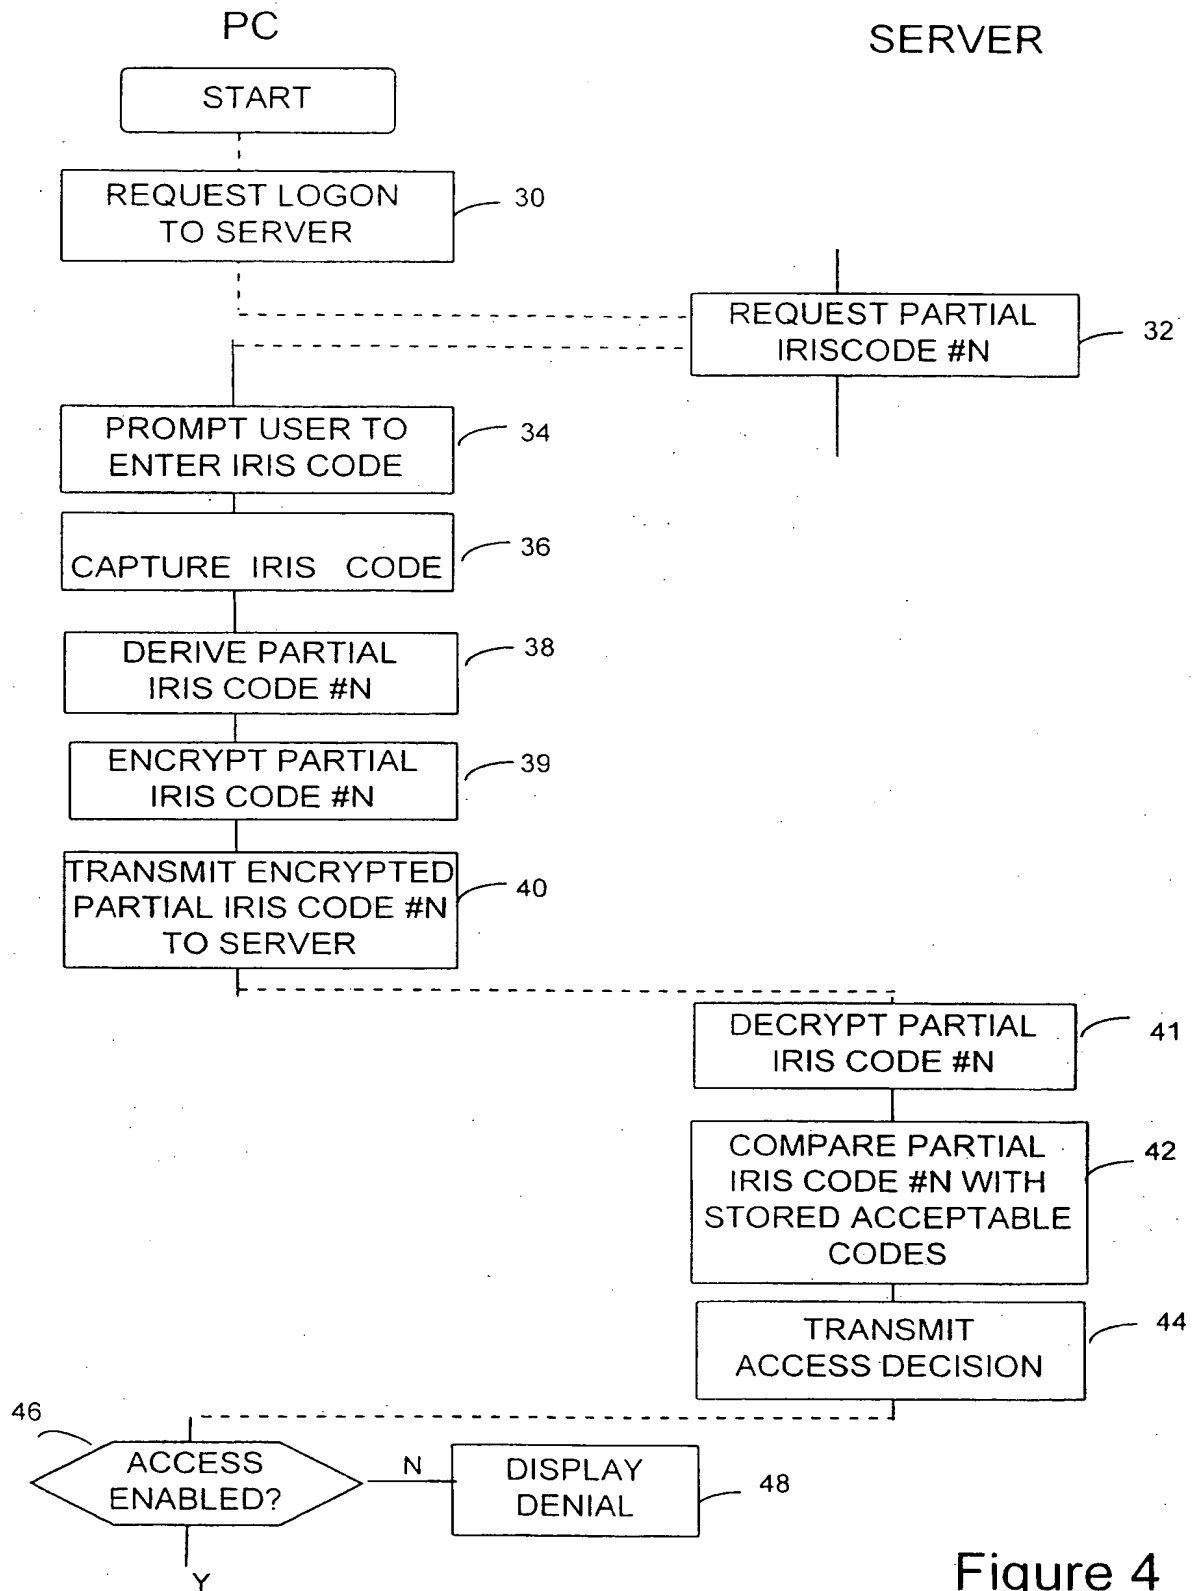 PC
SERVER
START
REQUEST LOGON
TO SERVER
30
REQUEST PARTIAL
IRISCODE #N
32
PROMPT USER TO
ENTER IRIS CODE
34
CAPTURE IRIS CODE
36
DERIVE PARTIAL
IRIS CODE #N
38
ENCRYPT PARTIAL
IRIS CODE #N
39
TRANSMIT ENCRYPTED
PARTIAL IRIS CODE #N
TO SERVER
40
DECRYPT PARTIAL
IRIS CODE #N
41
COMPARE PARTIAL
IRIS CODE #N WITH
STORED ACCEPTABLE
CODES
42
TRANSMIT
ACCESS DECISION
44
46
ACCESS
ENABLED?
N
DISPLAY
DENIAL
48
Y
Figure 4